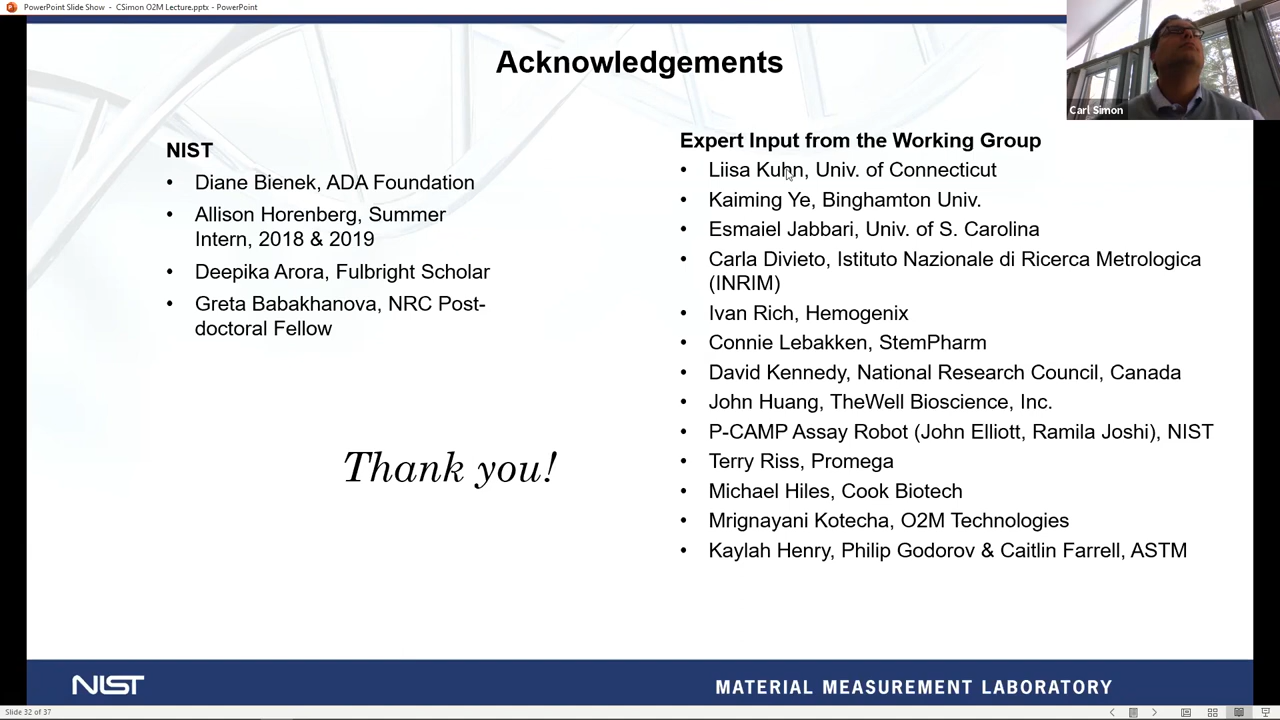 PowerPoint Slide Show - CSimon O2M Lecture.pptx - PowerPoint
Acknowledgements
Carl Simon
NIST
• Diane Bienek, ADA Foundation
• Allison Horenberg, Summer
Intern, 2018 & 2019
• Deepika Arora, Fulbright Scholar
• Greta Babakhanova, NRC Post-
doctoral Fellow
Thank you!
Expert Input from the Working Group
• Liisa Kuhn, Univ. of Connecticut
• Kaiming Ye, Binghamton Univ.
• Esmaiel Jabbari, Univ. of S. Carolina
• Carla Divieto, Istituto Nazionale di Ricerca Metrologica
(INRIM)
• Ivan Rich, Hemogenix
• Connie Lebakken, StemPharm
• David Kennedy, National Research Council, Canada
• John Huang, TheWell Bioscience, Inc.
• P-CAMP Assay Robot (John Elliott, Ramila Joshi), NIST
• Terry Riss, Promega
• Michael Hiles, Cook Biotech
• Mrignayani Kotecha, O2M Technologies
• Kaylah Henry, Philip Godorov & Caitlin Farrell, ASTM
NIST
MATERIAL MEASUREMENT LABORATORY
Slide 32 of 37